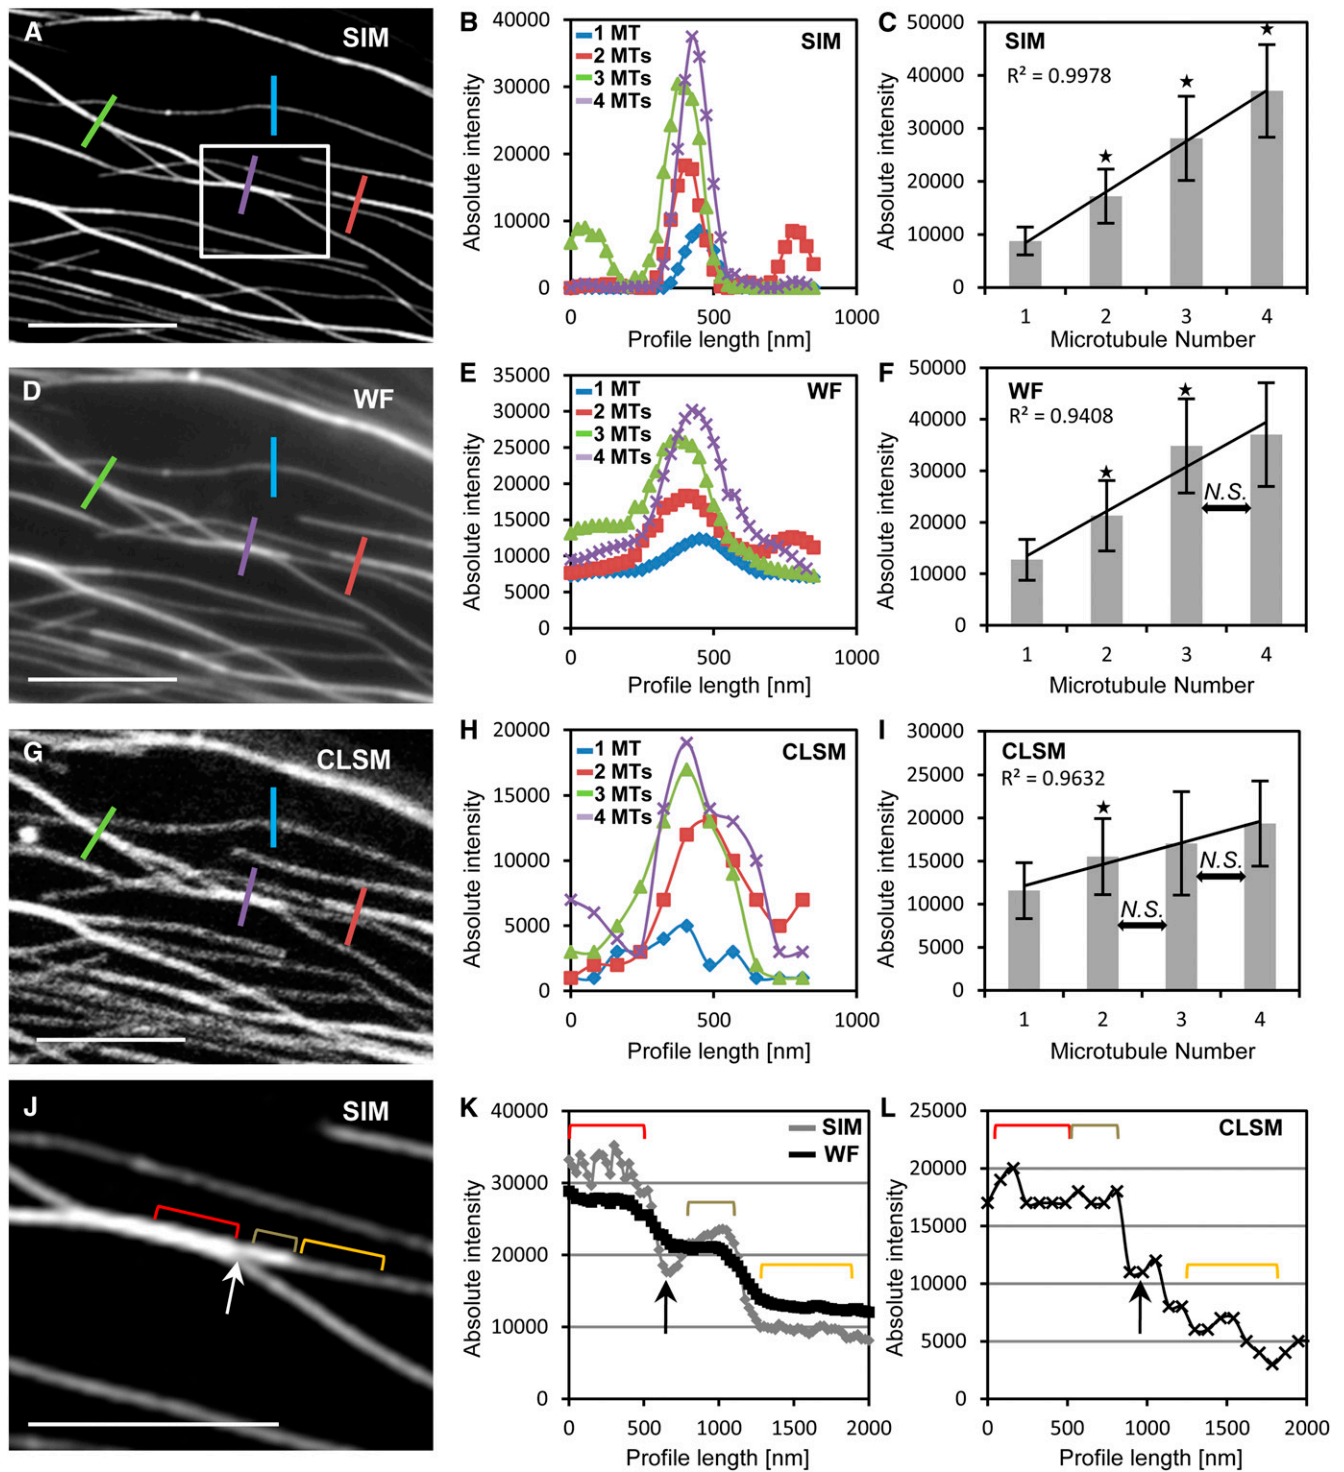 A
SIM
B
SIM
1 MT
2 MTs
3 MTs
4 MTs
Absolute intensity
40000
30000
20000
10000
0
0 500 1000
Profile length [nm]
C
SIM
R² = 0.9978
★ ★ ★
Absolute intensity
50000
40000
30000
20000
10000
0
1 2 3 4
Microtubule Number
D
WF
E
WF
1 MT
2 MTs
3 MTs
4 MTs
Absolute intensity
35000
30000
25000
20000
15000
10000
5000
0
0 500 1000
Profile length [nm]
F
WF
R² = 0.9408
★ ★
N.S.
Absolute intensity
50000
40000
30000
20000
10000
0
1 2 3 4
Microtubule Number
G
CLSM
H
CLSM
1 MT
2 MTs
3 MTs
4 MTs
Absolute intensity
20000
15000
10000
5000
0
0 500 1000
Profile length [nm]
I
CLSM
R² = 0.9632
★
N.S.
N.S.
Absolute intensity
30000
25000
20000
15000
10000
5000
0
1 2 3 4
Microtubule Number
J
SIM
K
SIM
WF
Absolute intensity
40000
30000
20000
10000
0
0 500 1000 1500 2000
Profile length [nm]
L
CLSM
Absolute intensity
25000
20000
15000
10000
5000
0
0 500 1000 1500 2000
Profile length [nm]